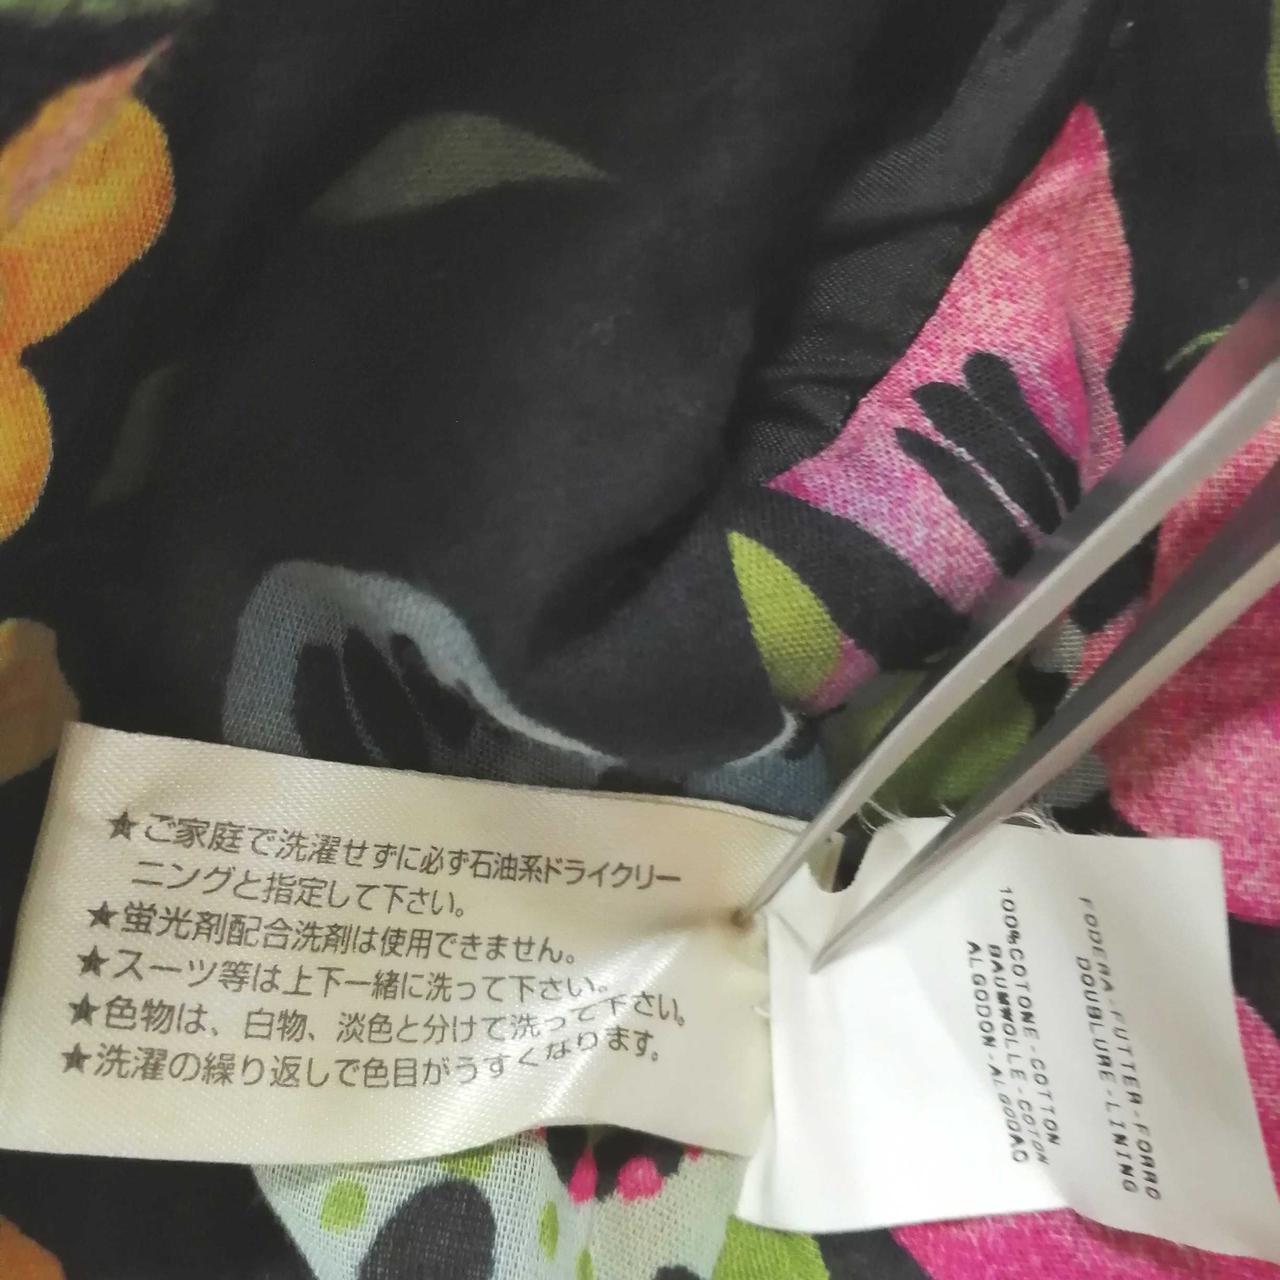 ★ご家庭で洗濯せずに必ず石油系ドライクリー
ニングと指定して下さい。
★蛍光剤配合洗剤は使用できません。
★スーツ等は上下一緒に洗って下さい。
★色物は、白物、淡色と分けて洗って下さい。
★洗濯の繰り返しで色目がうすくなります。
FODERA-FUTTER-FORRO
DOUBLURE-LINING
100%COTONE-COTTON
BAUMWOLLE-COTON
ALGODON-ALGODAO